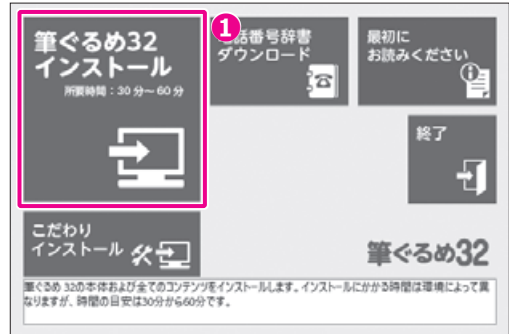 筆ぐるめ32
インストール
所要時間：30分～60分
1
話番号辞書
ダウンロード
最初に
お読みください
終了
こだわり
インストール
筆ぐるめ32
筆ぐるめ 32の本体および全てのコンテンツをインストールします。インストールにかかる時間は環境によって異
なりますが、時間の目安は30分から60分です。